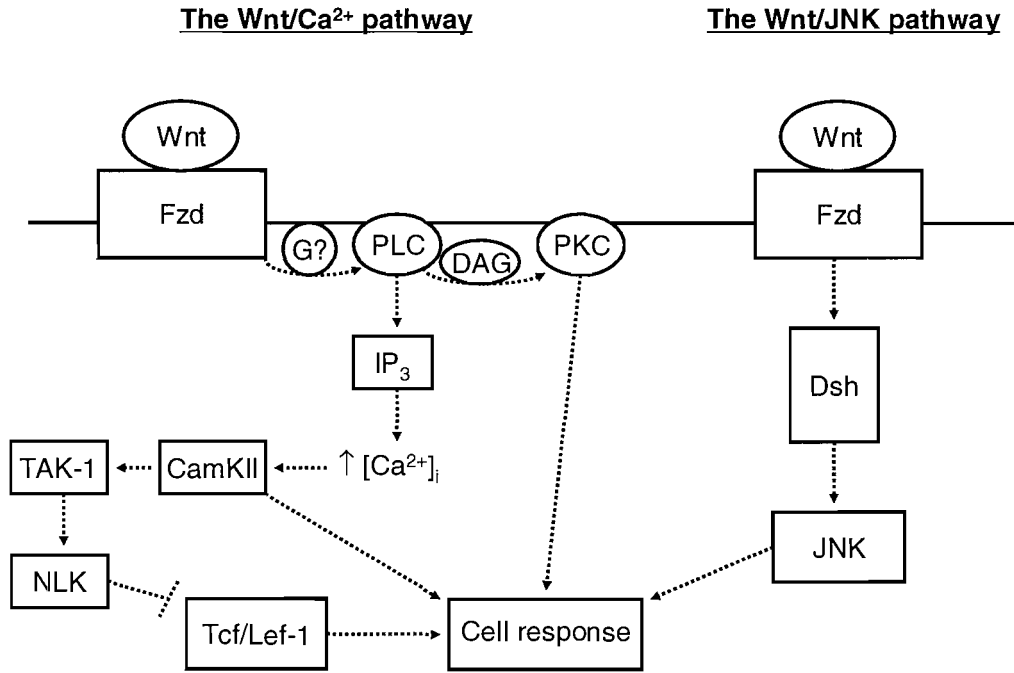 The Wnt/Ca²⁺ pathway
The Wnt/JNK pathway
Wnt
Wnt
Fzd
Fzd
G?
PLC
DAG
PKC
IP₃
Dsh
TAK-1
CamKII
↑ [Ca²⁺]ᵢ
JNK
NLK
Tcf/Lef-1
Cell response